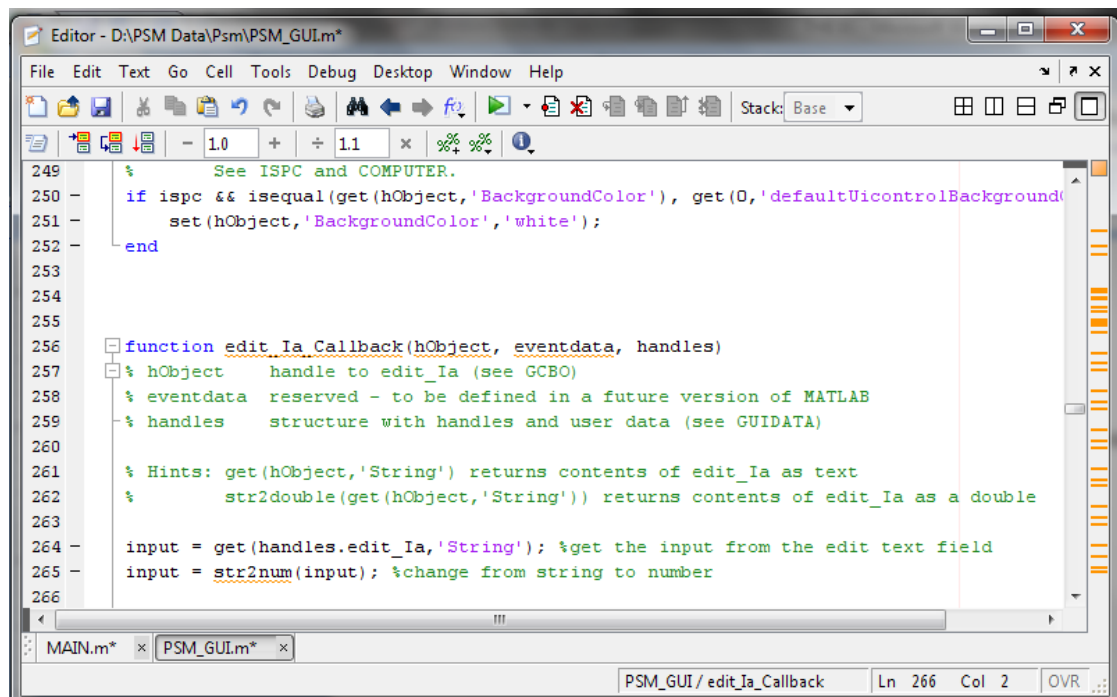 Editor - D:\PSM Data\Psm\PSM_GUI.m*
File Edit Text Go Cell Tools Debug Desktop Window Help
Stack: Base
- 1.0 + ÷ 1.1 ×
249 % See ISPC and COMPUTER.
250 - if ispc && isequal(get(hObject,'BackgroundColor'), get(0,'defaultUicontrolBackground
251 - set(hObject,'BackgroundColor','white');
252 - end
253
254
255
256 function edit_Ia_Callback(hObject, eventdata, handles)
257 % hObject handle to edit_Ia (see GCBO)
258 % eventdata reserved - to be defined in a future version of MATLAB
259 % handles structure with handles and user data (see GUIDATA)
260
261 % Hints: get(hObject,'String') returns contents of edit_Ia as text
262 % str2double(get(hObject,'String')) returns contents of edit_Ia as a double
263
264 - input = get(handles.edit_Ia,'String'); %get the input from the edit text field
265 - input = str2num(input); %change from string to number
266
MAIN.m* × PSM_GUI.m* ×
PSM_GUI / edit_Ia_Callback Ln 266 Col 2 OVR